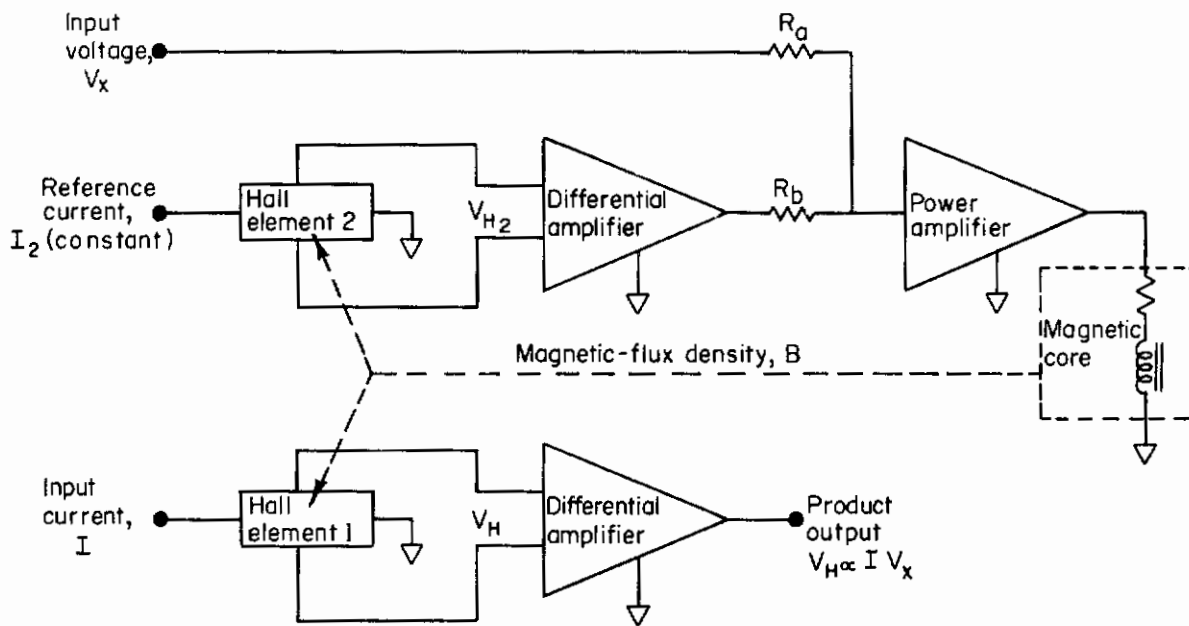 Input
voltage,
Vx
Ra
Reference
current,
I2 (constant)
Hall
element 2
VH2
Differential
amplifier
Rb
Power
amplifier
Magnetic
core
Magnetic-flux density, B
Input
current,
I
Hall
element 1
VH
Differential
amplifier
Product
output
VH ∝ I Vx